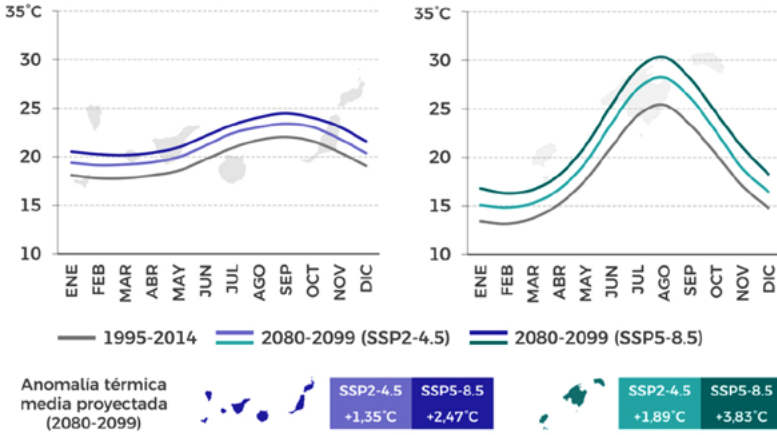 35°C
30
25
20
15
10
ENE
FEB
MAR
ABR
MAY
JUN
JUL
AGO
SEP
OCT
NOV
DIC
35°C
30
25
20
15
10
ENE
FEB
MAR
ABR
MAY
JUN
JUL
AGO
SEP
OCT
NOV
DIC
1995-2014 2080-2099 (SSP2-4.5) 2080-2099 (SSP5-8.5)
Anomalía térmica
media proyectada
(2080-2099)
SSP2-4.5 SSP5-8.5
+1,35°C +2,47°C
SSP2-4.5 SSP5-8.5
+1,89°C +3,83°C